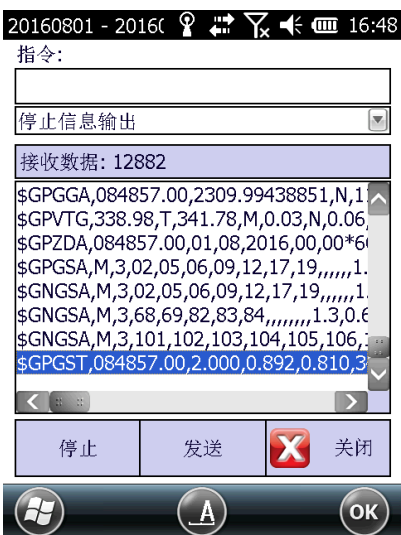 20160801 - 2016( 16:48
指令:
停止信息输出
接收数据: 12882
$GPGGA,084857.00,2309.99438851,N,1
$GPVTG,338.98,T,341.78,M,0.03,N,0.06,
$GPZDA,084857.00,01,08,2016,00,00*6
$GPGSA,M,3,02,05,06,09,12,17,19,,,,,,1.
$GNGSA,M,3,02,05,06,09,12,17,19,,,,,,1.
$GNGSA,M,3,68,69,82,83,84,,,,,,,,1.3,0.6
$GNGSA,M,3,101,102,103,104,105,106,
$GPGST,084857.00,2.000,0.892,0.810,3
停止 发送 关闭
A OK